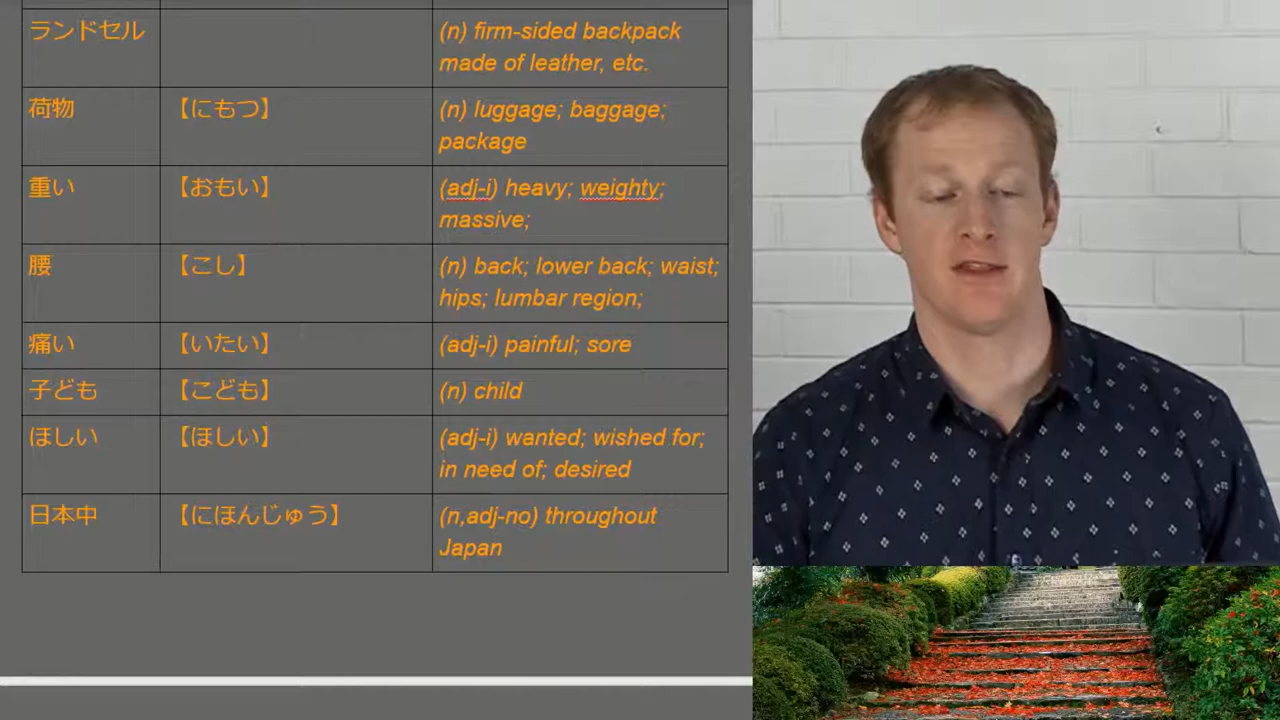 ランドセル (n) firm-sided backpack
made of leather, etc.
荷物 【にもつ】 (n) luggage; baggage;
package
重い 【おもい】 (adj-i) heavy; weighty;
massive;
腰 【こし】 (n) back; lower back; waist;
hips; lumbar region;
痛い 【いたい】 (adj-i) painful; sore
子ども 【こども】 (n) child
ほしい 【ほしい】 (adj-i) wanted; wished for;
in need of; desired
日本中 【にほんじゅう】 (n,adj-no) throughout
Japan